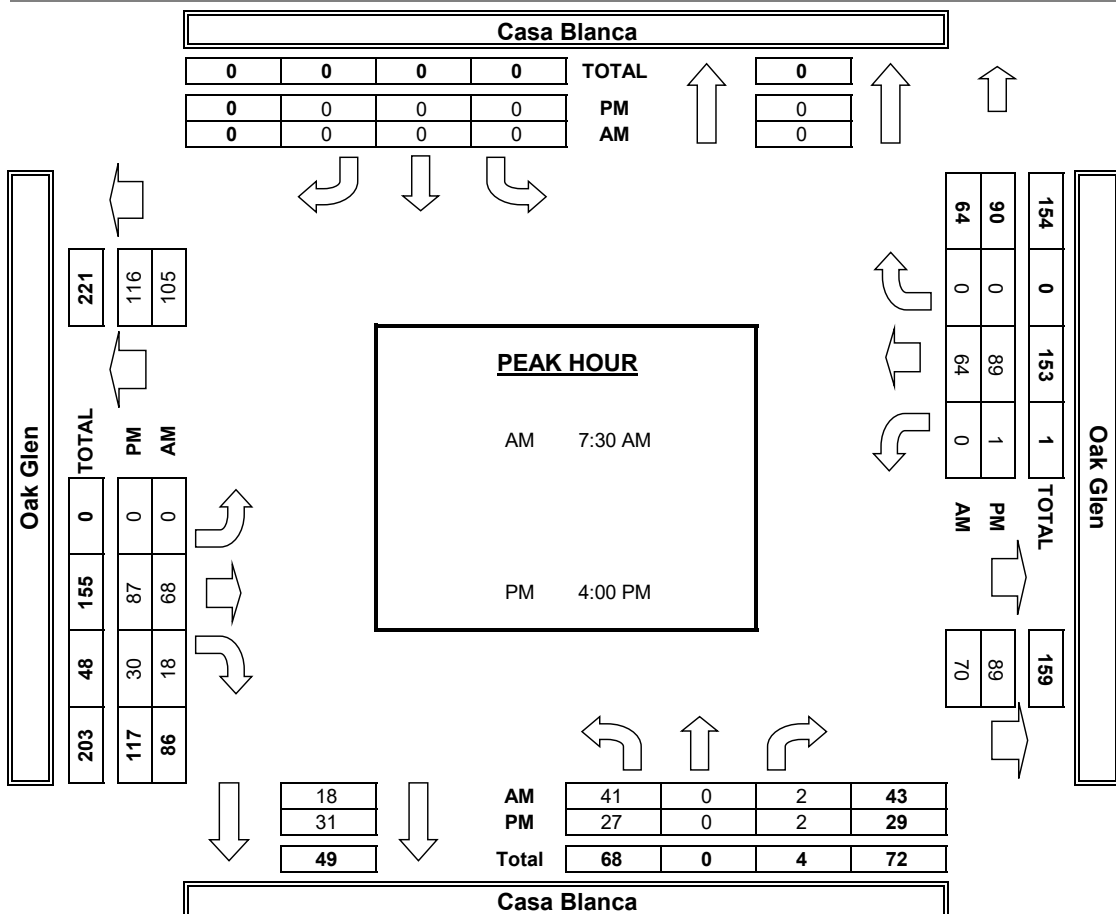 Casa Blanca
0 0 0 0 TOTAL 0
0 0 0 0 PM 0
0 0 0 0 AM 0
Oak Glen
221 116 105
TOTAL PM AM
0 0 0
155 87 68
48 30 18
203 117 86
PEAK HOUR
AM 7:30 AM
PM 4:00 PM
64 90 154
0 0 0
64 89 153
0 1 1
AM PM TOTAL
70 89 159
Oak Glen
18 AM 41 0 2 43
31 PM 27 0 2 29
49 Total 68 0 4 72
Casa Blanca